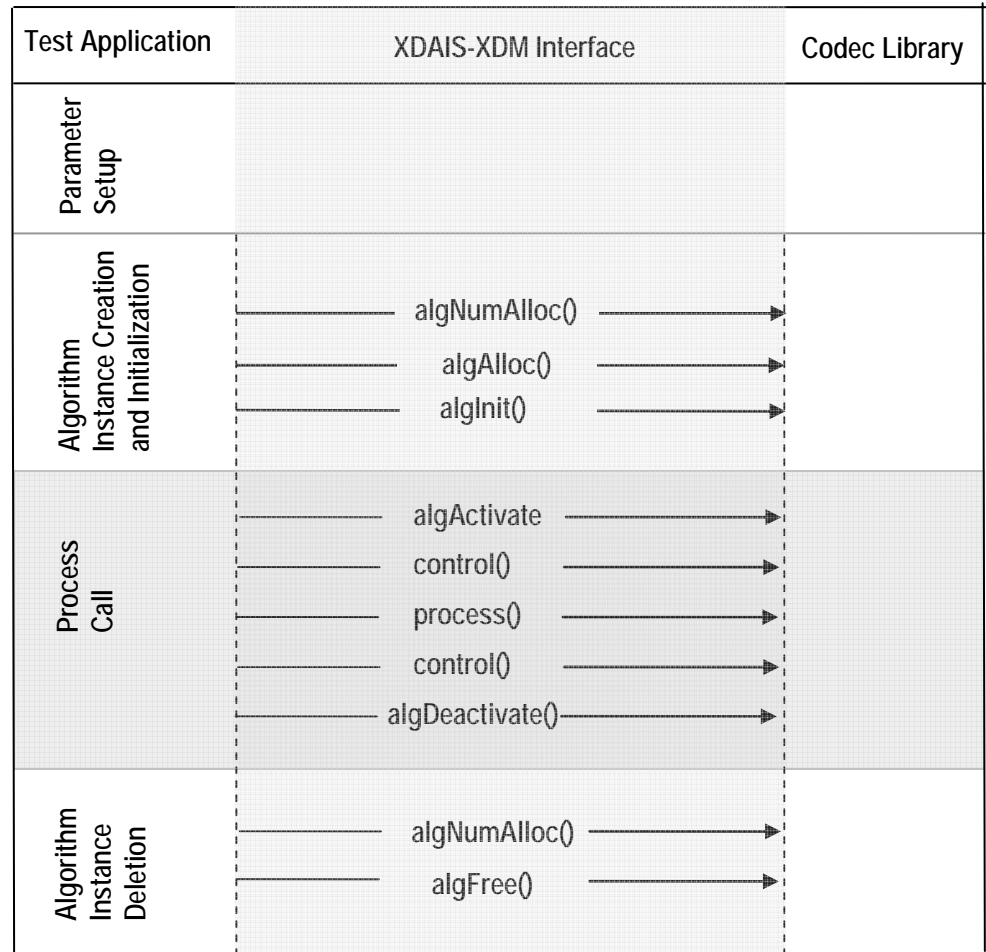 Test Application
XDAIS-XDM Interface
Codec Library
Parameter
Setup
Algorithm
Instance Creation
and Initialization
algNumAlloc()
algAlloc()
algInit()
Process
Call
algActivate
control()
process()
control()
algDeactivate()
Algorithm
Instance
Deletion
algNumAlloc()
algFree()